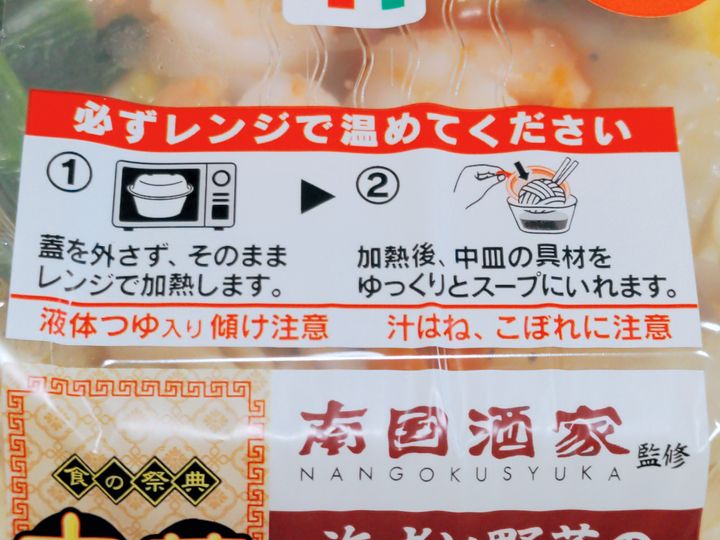 必ずレンジで温めてください
①
②
蓋を外さず、そのまま
レンジで加熱します。
加熱後、中皿の具材を
ゆっくりとスープにいれます。
液体つゆ入り 傾け注意
汁はね、こぼれに注意
南国酒家 監修
NANGOKUSYUKA
食の祭典
野菜の